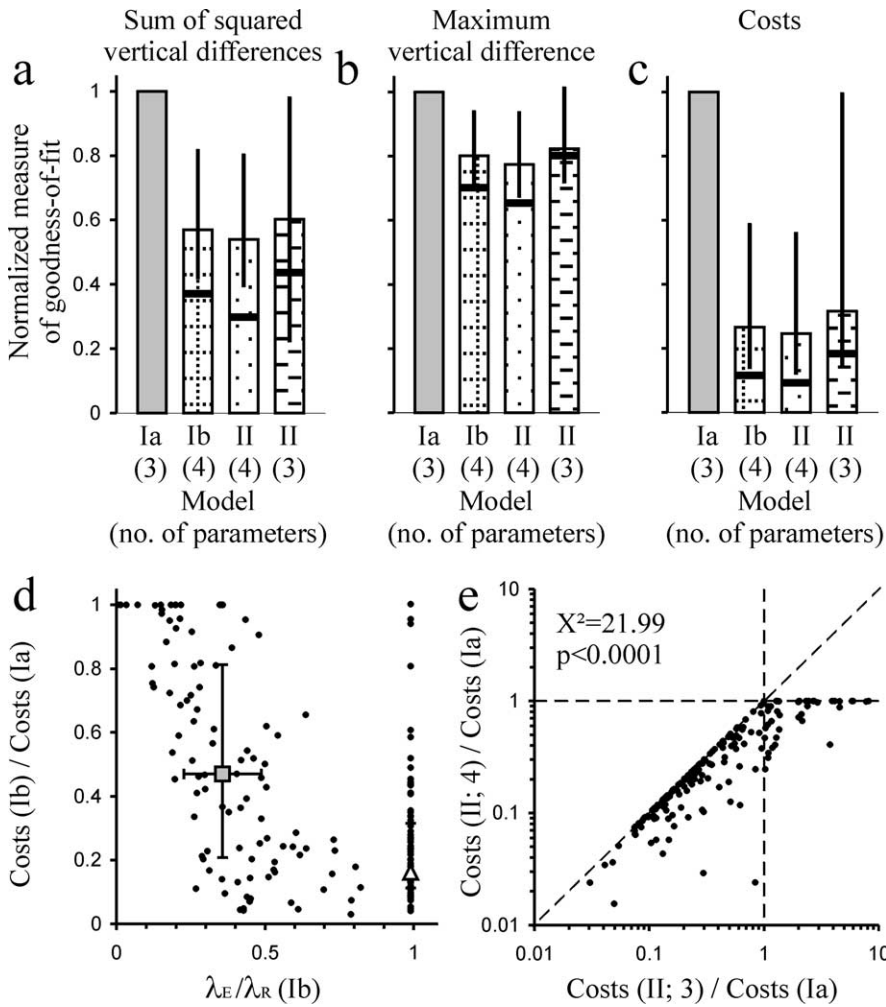 Sum of squared
vertical differences
Maximum
vertical difference
Costs
a
b
c
Normalized measure
of goodness-of-fit
1
0.8
0.6
0.4
0.2
0
Ia Ib II II
(3) (4) (4) (3)
Model
(no. of parameters)
Ia Ib II II
(3) (4) (4) (3)
Model
(no. of parameters)
Ia Ib II II
(3) (4) (4) (3)
Model
(no. of parameters)
d
Costs (Ib) / Costs (Ia)
1
0.8
0.6
0.4
0.2
0
0 0.5 1
λE/λR (Ib)
e
Costs (II; 4) / Costs (Ia)
10
1
0.1
0.01
X²=21.99
p<0.0001
0.01 0.1 1 10
Costs (II; 3) / Costs (Ia)